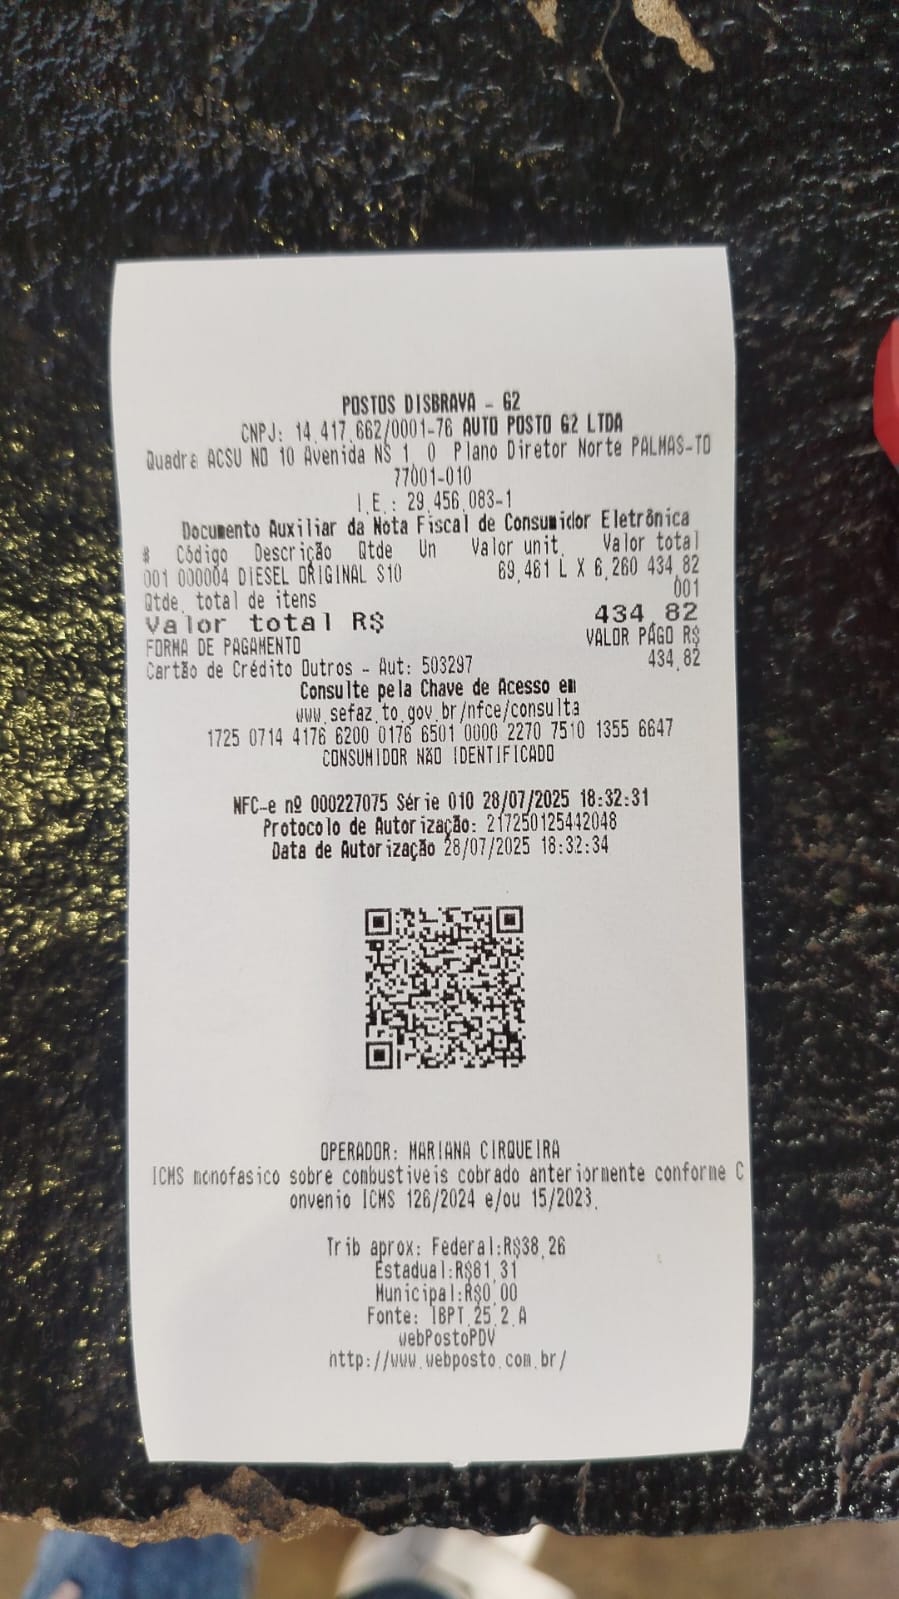 POSTOS DISBRAVA - G2
CNPJ: 14.417.662/0001-76 AUTO POSTO G2 LTDA
Quadra ACSU NO 10 Avenida NS 1, 0, Plano Diretor Norte PALMAS-TO
77001-010
I.E.: 29.456.083-1
Documento Auxiliar da Nota Fiscal de Consumidor Eletrônica
# Código Descrição Qtde Un Valor unit. Valor total
001 000004 DIESEL ORIGINAL S10 69,461 L X 6,260 434,82
Qtde. total de itens 001
Valor total R$ 434,82
FORMA DE PAGAMENTO VALOR PAGO R$
Cartão de Crédito Outros - Aut: 503297 434,82
Consulte pela Chave de Acesso em
www.sefaz.to.gov.br/nfce/consulta
1725 0714 4176 6200 0176 6501 0000 2270 7510 1355 6647
CONSUMIDOR NÃO IDENTIFICADO
NFC-e nº 000227075 Série 010 28/07/2025 18:32:31
Protocolo de Autorização: 217250125442048
Data de Autorização 28/07/2025 18:32:34
OPERADOR: MARIANA CIRQUEIRA
ICMS monofasico sobre combustiveis cobrado anteriormente conforme C
onvenio ICMS 126/2024 e/ou 15/2023.
Trib aprox: Federal:R$38,26
Estadual:R$81,31
Municipal:R$0,00
Fonte: IBPT.25.2.A
webPostoPDV
http://www.webposto.com.br/